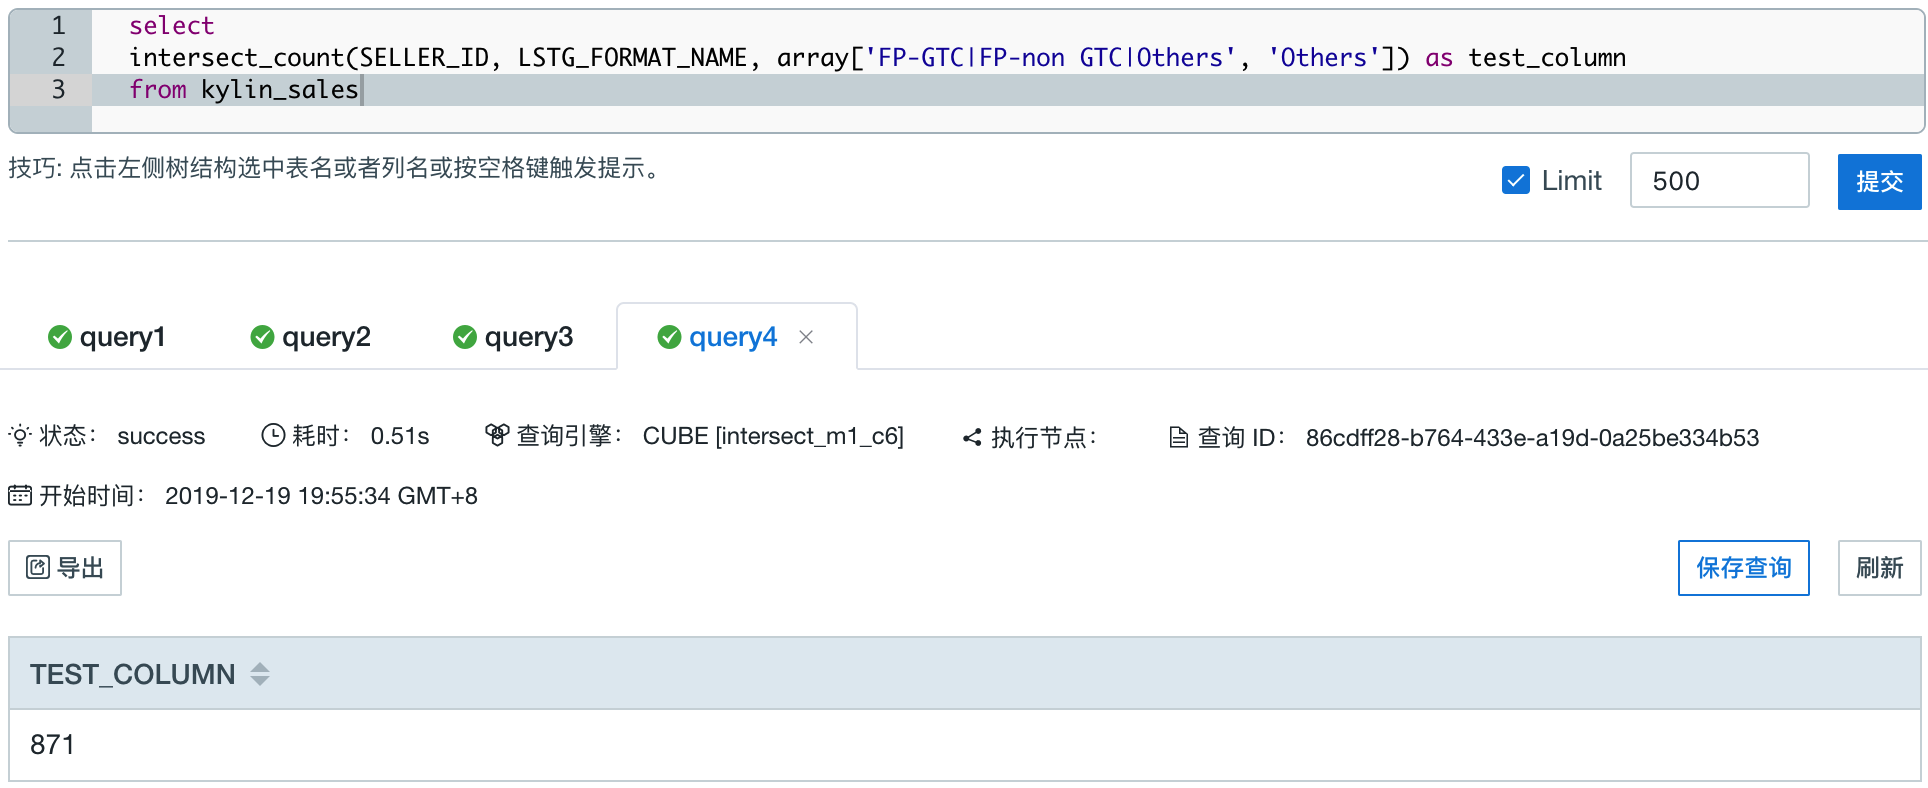 1 select
2 intersect_count(SELLER_ID, LSTG_FORMAT_NAME, array['FP-GTC|FP-non GTC|Others', 'Others']) as test_column
3 from kylin_sales
技巧: 点击左侧树结构选中表名或者列名或按空格键触发提示。
Limit 500 提交
query1 query2 query3 query4 ×
状态： success 耗时： 0.51s 查询引擎： CUBE [intersect_m1_c6] 执行节点： 查询 ID： 86cdff28-b764-433e-a19d-0a25be334b53
开始时间： 2019-12-19 19:55:34 GMT+8
导出 保存查询 刷新
TEST_COLUMN
871